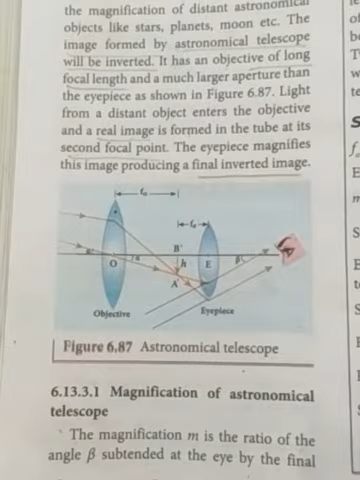 the magnification of distant astronomical
objects like stars, planets, moon etc. The
image formed by astronomical telescope
will be inverted. It has an objective of long
focal length and a much larger aperture than
the eyepiece as shown in Figure 6.87. Light
from a distant object enters the objective
and a real image is formed in the tube at its
second focal point. The eyepiece magnifies
this image producing a final inverted image.
fₒ
fₑ
B'
O
α
h
E
β
A'
Objective
Eyepiece
Figure 6.87 Astronomical telescope
6.13.3.1 Magnification of astronomical
telescope
The magnification m is the ratio of the
angle β subtended at the eye by the final